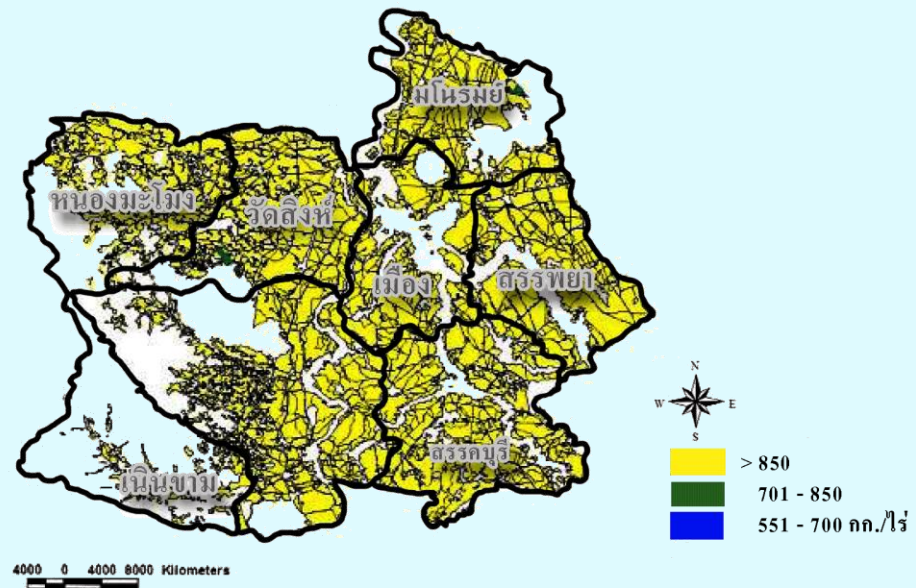 มโนรมย์
หนองมะโมง
วัดสิงห์
เมือง
สรรพยา
สรรคบุรี
เนินขาม
N
W E
S
> 850
701 - 850
551 - 700 กก./ไร่
4000 0 4000 8000 Kilometers